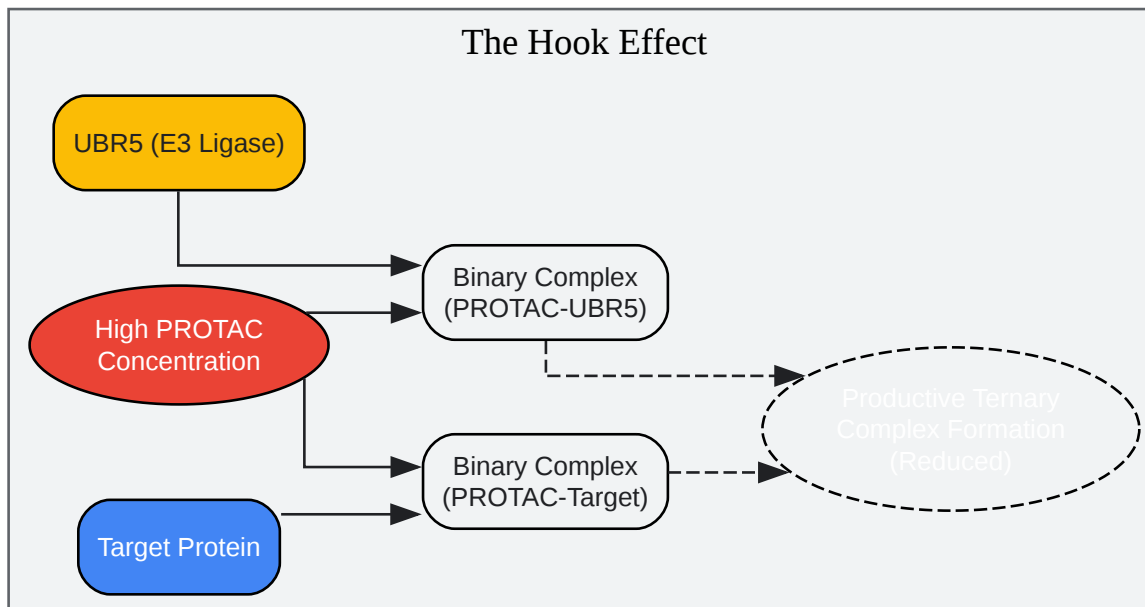 The Hook Effect
UBR5 (E3 Ligase)
Binary Complex
(PROTAC-UBR5)
High PROTAC
Concentration
Productive Ternary
Complex Formation
(Reduced)
Binary Complex
(PROTAC-Target)
Target Protein